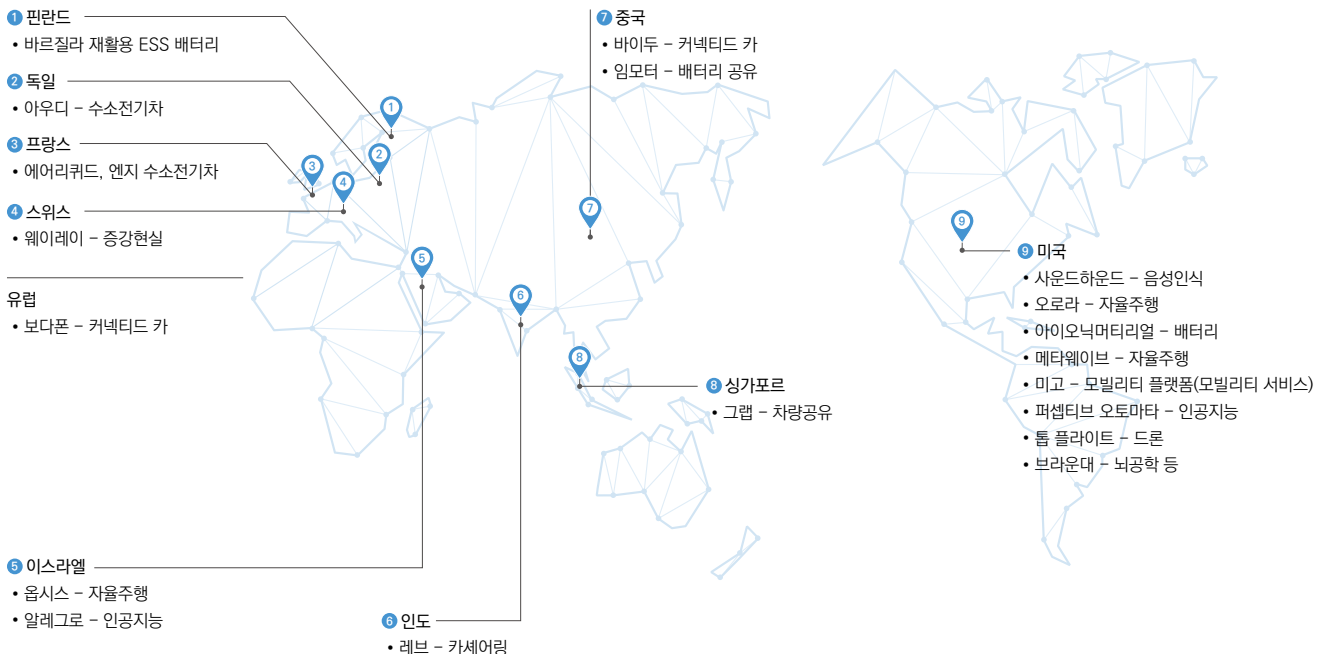 1 핀란드
• 바르질라 재활용 ESS 배터리
2 독일
• 아우디 – 수소전기차
3 프랑스
• 에어리퀴드, 엔지 수소전기차
4 스위스
• 웨이레이 – 증강현실
유럽
• 보다폰 – 커넥티드 카
5 이스라엘
• 옵시스 – 자율주행
• 알레그로 – 인공지능
6 인도
• 레브 – 카셰어링
7 중국
• 바이두 – 커넥티드 카
• 임모터 – 배터리 공유
8 싱가포르
• 그랩 – 차량공유
9 미국
• 사운드하운드 – 음성인식
• 오로라 – 자율주행
• 아이오닉머티리얼 – 배터리
• 메타웨이브 – 자율주행
• 미고 – 모빌리티 플랫폼(모빌리티 서비스)
• 퍼셉티브 오토마타 – 인공지능
• 톱 플라이트 – 드론
• 브라운대 – 뇌공학 등
1
2
3
4
5
6
7
8
9